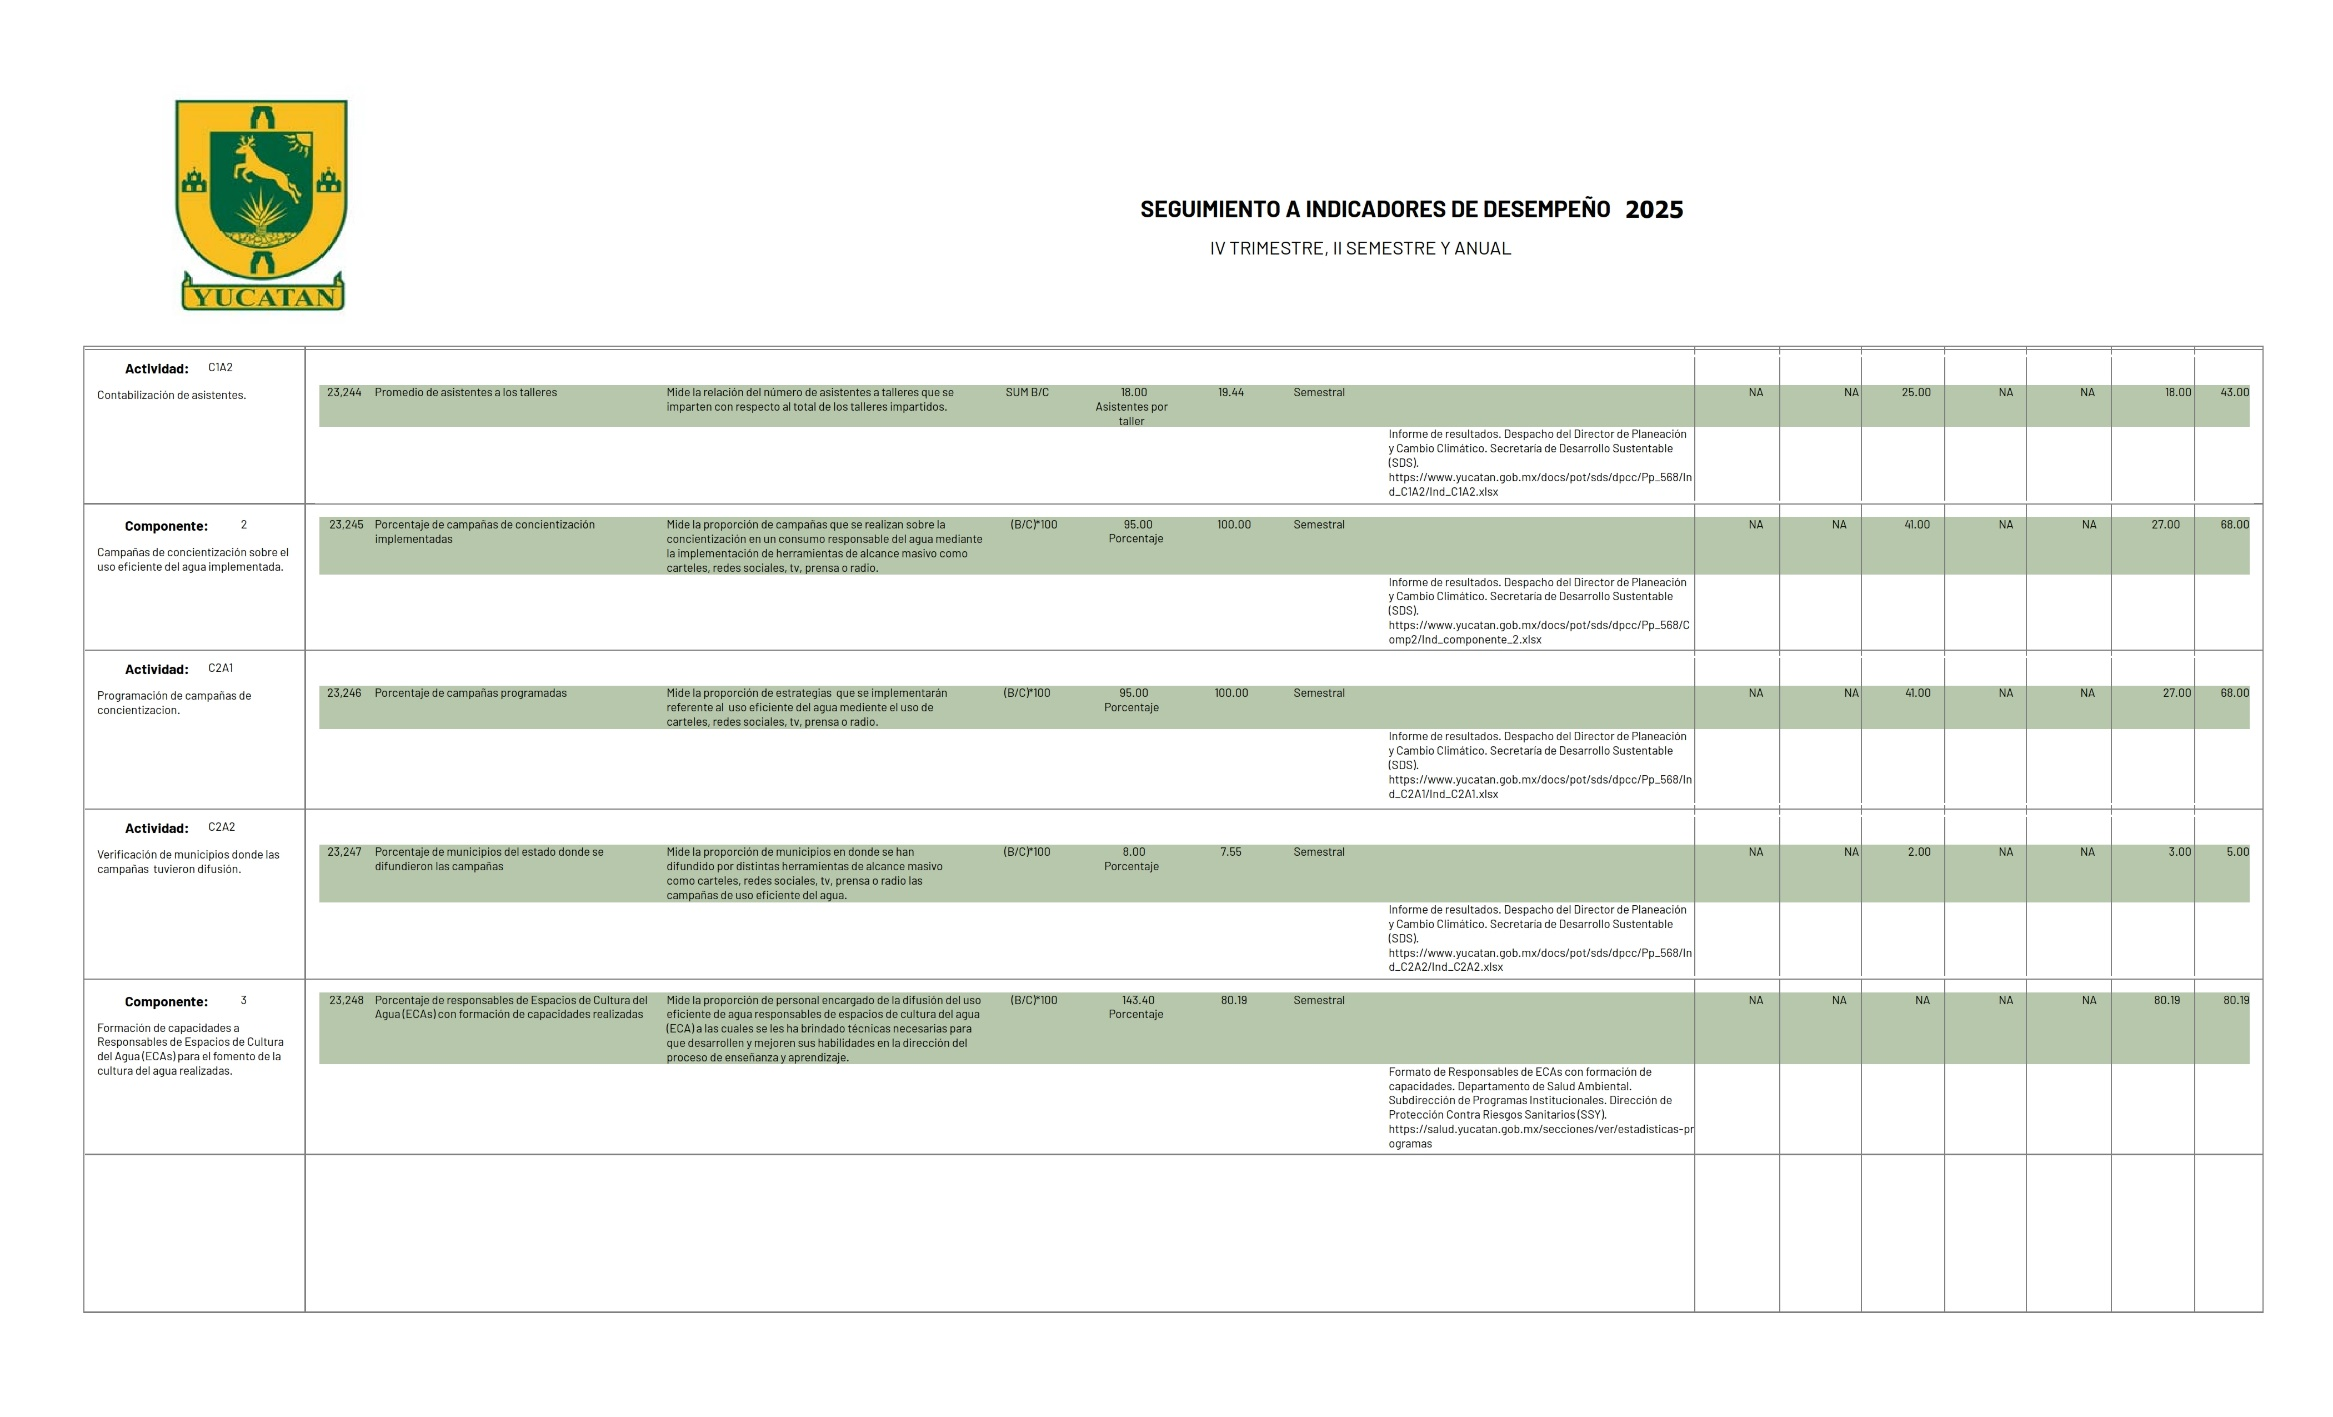 YUCATAN
SEGUIMIENTO A INDICADORES DE DESEMPEÑO 2025
IV TRIMESTRE, II SEMESTRE Y ANUAL
Actividad: C1A2
Contabilización de asistentes.
23,244 Promedio de asistentes a los talleres Mide la relación del número de asistentes a talleres que se SUM B/C 18.00 19.44 Semestral NA NA 25.00 NA NA 18.00 43.00
imparten con respecto al total de los talleres impartidos. Asistentes por
taller
Informe de resultados. Despacho del Director de Planeación
y Cambio Climático. Secretaría de Desarrollo Sustentable
(SDS).
https://www.yucatan.gob.mx/docs/pot/sds/dpcc/Pp_568/In
d_C1A2/Ind_C1A2.xlsx
Componente: 2
Campañas de concientización sobre el
uso eficiente del agua implementada.
23,245 Porcentaje de campañas de concientización Mide la proporción de campañas que se realizan sobre la (B/C)*100 95.00 100.00 Semestral NA NA 41.00 NA NA 27.00 68.00
implementadas concientización en un consumo responsable del agua mediante Porcentaje
la implementación de herramientas de alcance masivo como
carteles, redes sociales, tv, prensa o radio.
Informe de resultados. Despacho del Director de Planeación
y Cambio Climático. Secretaría de Desarrollo Sustentable
(SDS).
https://www.yucatan.gob.mx/docs/pot/sds/dpcc/Pp_568/C
omp2/Ind_componente_2.xlsx
Actividad: C2A1
Programación de campañas de
concientizacion.
23,246 Porcentaje de campañas programadas Mide la proporción de estrategias que se implementarán (B/C)*100 95.00 100.00 Semestral NA NA 41.00 NA NA 27.00 68.00
referente al uso eficiente del agua mediente el uso de Porcentaje
carteles, redes sociales, tv, prensa o radio.
Informe de resultados. Despacho del Director de Planeación
y Cambio Climático. Secretaría de Desarrollo Sustentable
(SDS).
https://www.yucatan.gob.mx/docs/pot/sds/dpcc/Pp_568/In
d_C2A1/Ind_C2A1.xlsx
Actividad: C2A2
Verificación de municipios donde las
campañas tuvieron difusión.
23,247 Porcentaje de municipios del estado donde se Mide la proporción de municipios en donde se han (B/C)*100 8.00 7.55 Semestral NA NA 2.00 NA NA 3.00 5.00
difundieron las campañas difundido por distintas herramientas de alcance masivo Porcentaje
como carteles, redes sociales, tv, prensa o radio las
campañas de uso eficiente del agua.
Informe de resultados. Despacho del Director de Planeación
y Cambio Climático. Secretaría de Desarrollo Sustentable
(SDS).
https://www.yucatan.gob.mx/docs/pot/sds/dpcc/Pp_568/In
d_C2A2/Ind_C2A2.xlsx
Componente: 3
Formación de capacidades a
Responsables de Espacios de Cultura
del Agua (ECAs) para el fomento de la
cultura del agua realizadas.
23,248 Porcentaje de responsables de Espacios de Cultura del Mide la proporción de personal encargado de la difusión del uso (B/C)*100 143.40 80.19 Semestral NA NA NA NA NA 80.19 80.19
Agua (ECAs) con formación de capacidades realizadas eficiente de agua responsables de espacios de cultura del agua Porcentaje
(ECA) a las cuales se les ha brindado técnicas necesarias para
que desarrollen y mejoren sus habilidades en la dirección del
proceso de enseñanza y aprendizaje.
Formato de Responsables de ECAs con formación de
capacidades. Departamento de Salud Ambiental.
Subdirección de Programas Institucionales. Dirección de
Protección Contra Riesgos Sanitarios (SSY).
https://salud.yucatan.gob.mx/secciones/ver/estadisticas-pr
ogramas